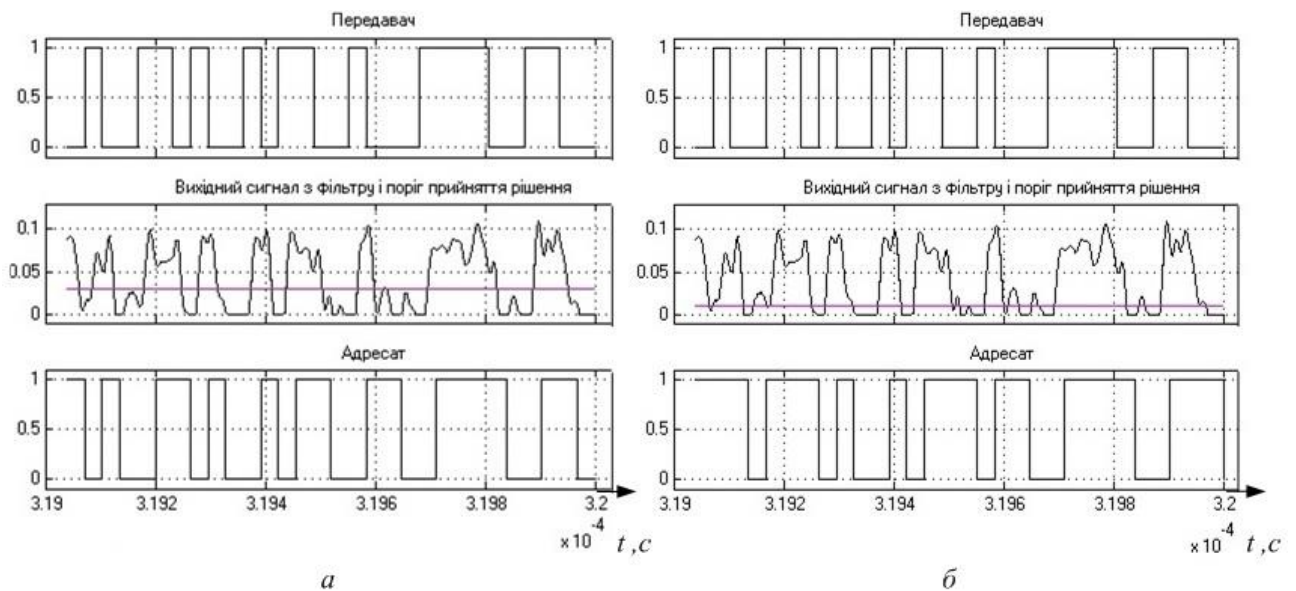 Передавач
1
0.5
0
Вихідний сигнал з фільтру і поріг прийняття рішення
0.1
0.05
0
Адресат
1
0.5
0
3.19 3.192 3.194 3.196 3.198 3.2
×10 -4 t ,c
а
Передавач
1
0.5
0
Вихідний сигнал з фільтру і поріг прийняття рішення
0.1
0.05
0
Адресат
1
0.5
0
3.19 3.192 3.194 3.196 3.198 3.2
×10 -4 t ,c
б